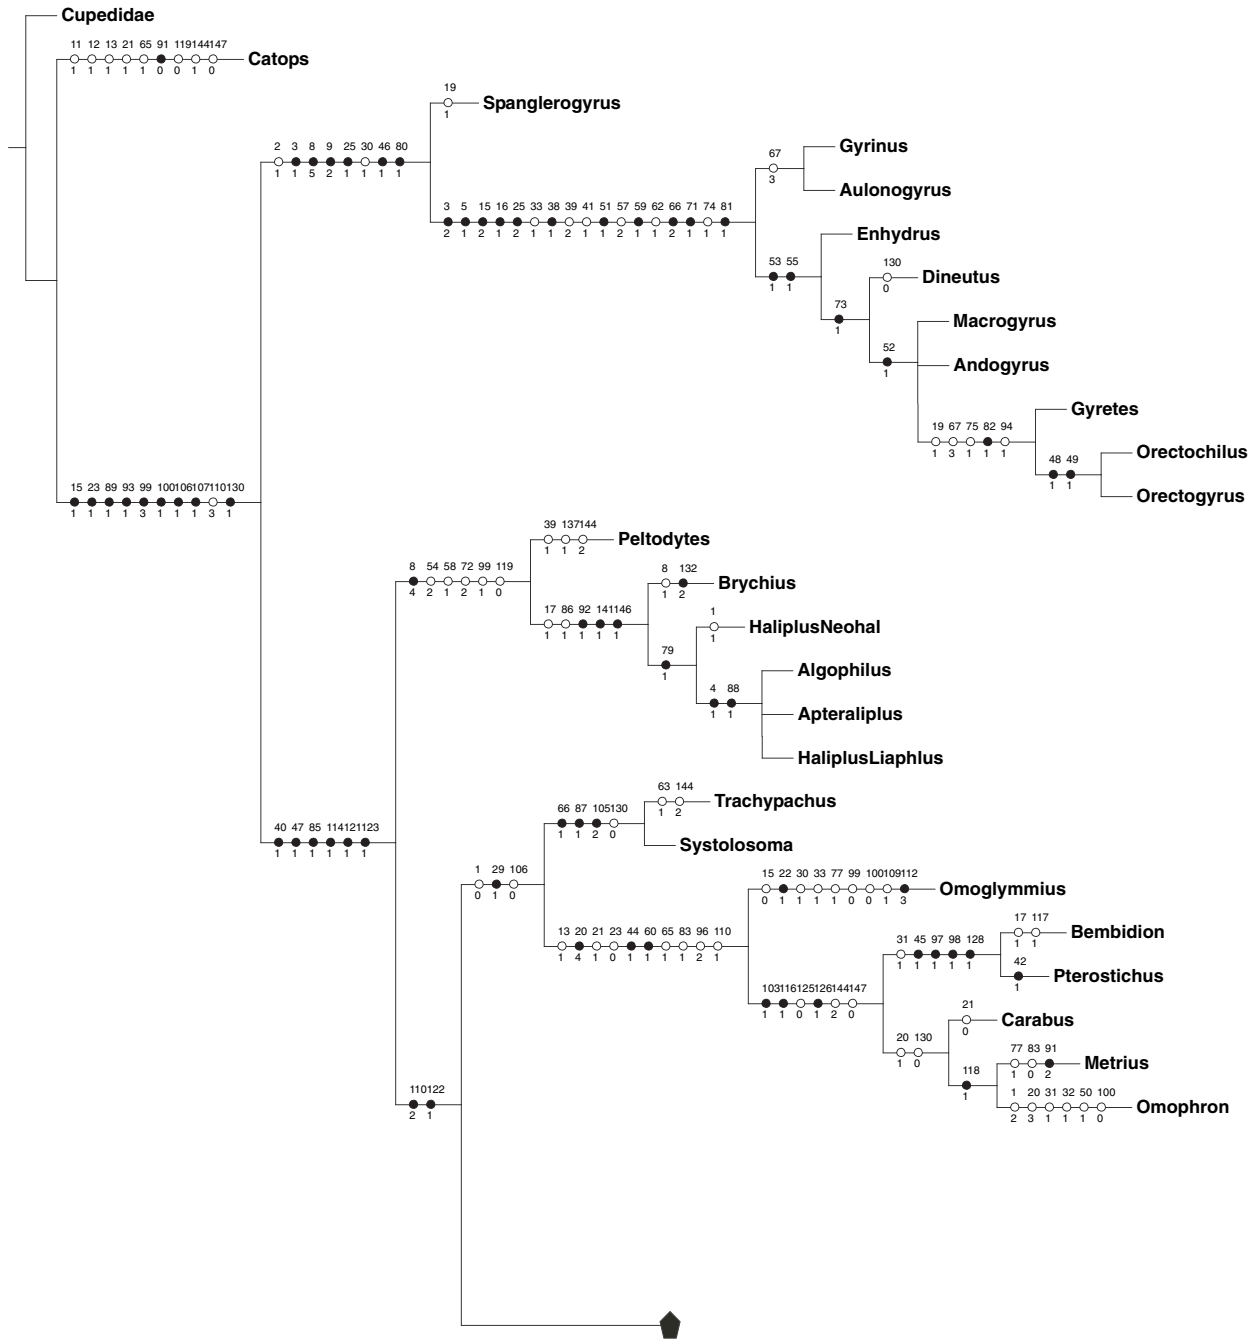 Cupedidae
11 12 13 21 65 91 119144147
Catops
1 1 1 1 1 0 0 1 0
19
Spanglerogyrus
1
2 3 8 9 25 30 46 80
1 1 5 2 1 1 1 1
67
Gyrinus
3
Aulonogyrus
3 5 15 16 25 33 38 39 41 51 57 59 62 66 71 74 81
2 1 2 1 2 1 1 2 1 1 2 1 1 2 1 1 1
Enhydrus
53 55
1 1
130
Dineutus
0
73
1
Macrogyrus
52
1
Andogyrus
Gyretes
19 67 75 82 94
1 3 1 1 1
Orectochilus
48 49
1 1
Orectogyrus
15 23 89 93 99 100106107110130
1 1 1 1 3 1 1 1 3 1
39 137144
Peltodytes
1 1 2
8 54 58 72 99 119
4 2 1 2 1 0
8 132
Brychius
1 2
17 86 92 141146
1 1 1 1 1
1
HaliplusNeohal
1
79
1
Algophilus
4 88
1 1
Apteraliplus
HaliplusLiaphlus
63 144
Trachypachus
1 2
66 87 105130
1 1 2 0
Systolosoma
40 47 85 114121123
1 1 1 1 1 1
1 29 106
0 1 0
15 22 30 33 77 99 100109112
Omoglymmius
0 1 1 1 1 0 0 1 3
13 20 21 23 44 60 65 83 96 110
1 4 1 0 1 1 1 1 2 1
17 117
Bembidion
1 1
31 45 97 98 128
1 1 1 1 1
42
Pterostichus
1
103116125126144147
1 1 0 1 2 0
21
Carabus
0
20 130
1 0
77 83 91
Metrius
1 0 2
118
1
1 20 31 32 50 100
Omophron
2 3 1 1 1 0
110122
2 1